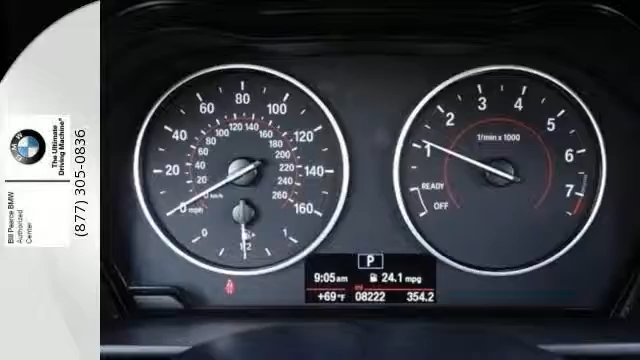 BMW
The Ultimate
Driving Machine®
Bill Pearce BMW
Authorized
Center
(877) 305-0836
0 mph
20
40
60
80
100
120
140
160
0 km/h
20
40
60
80
100
120 140
160
180
200
220
240
260
0
1/2
1
OFF
READY
1
2
3
4
5
6
7
1/min x 1000
P
9:05 am
24.1 mpg
mi
+69 °F
08222
354.2